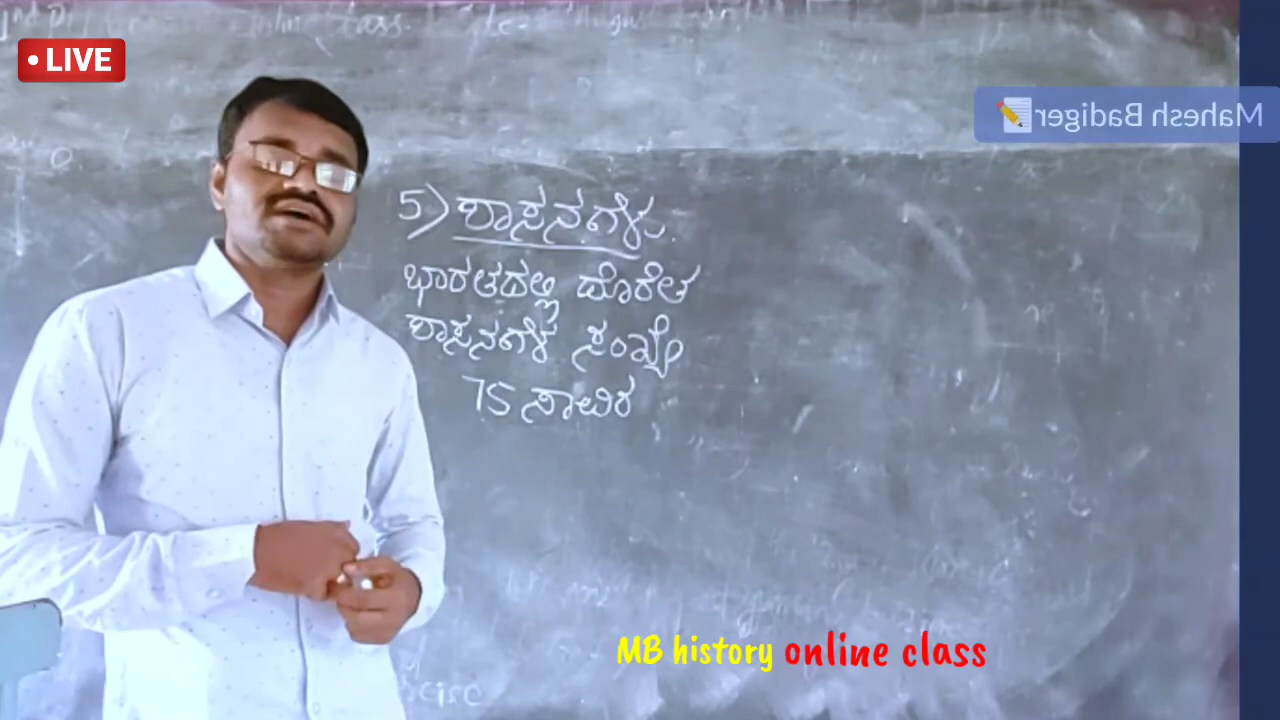 LIVE
Mahesh Badiger
5) ಶಾಸನಗಳು.
ಭಾರತದಲ್ಲಿ ದೊರೆತ
ಶಾಸನಗಳ ಸಂಖ್ಯೆ
75 ಸಾವಿರ
MB history online class